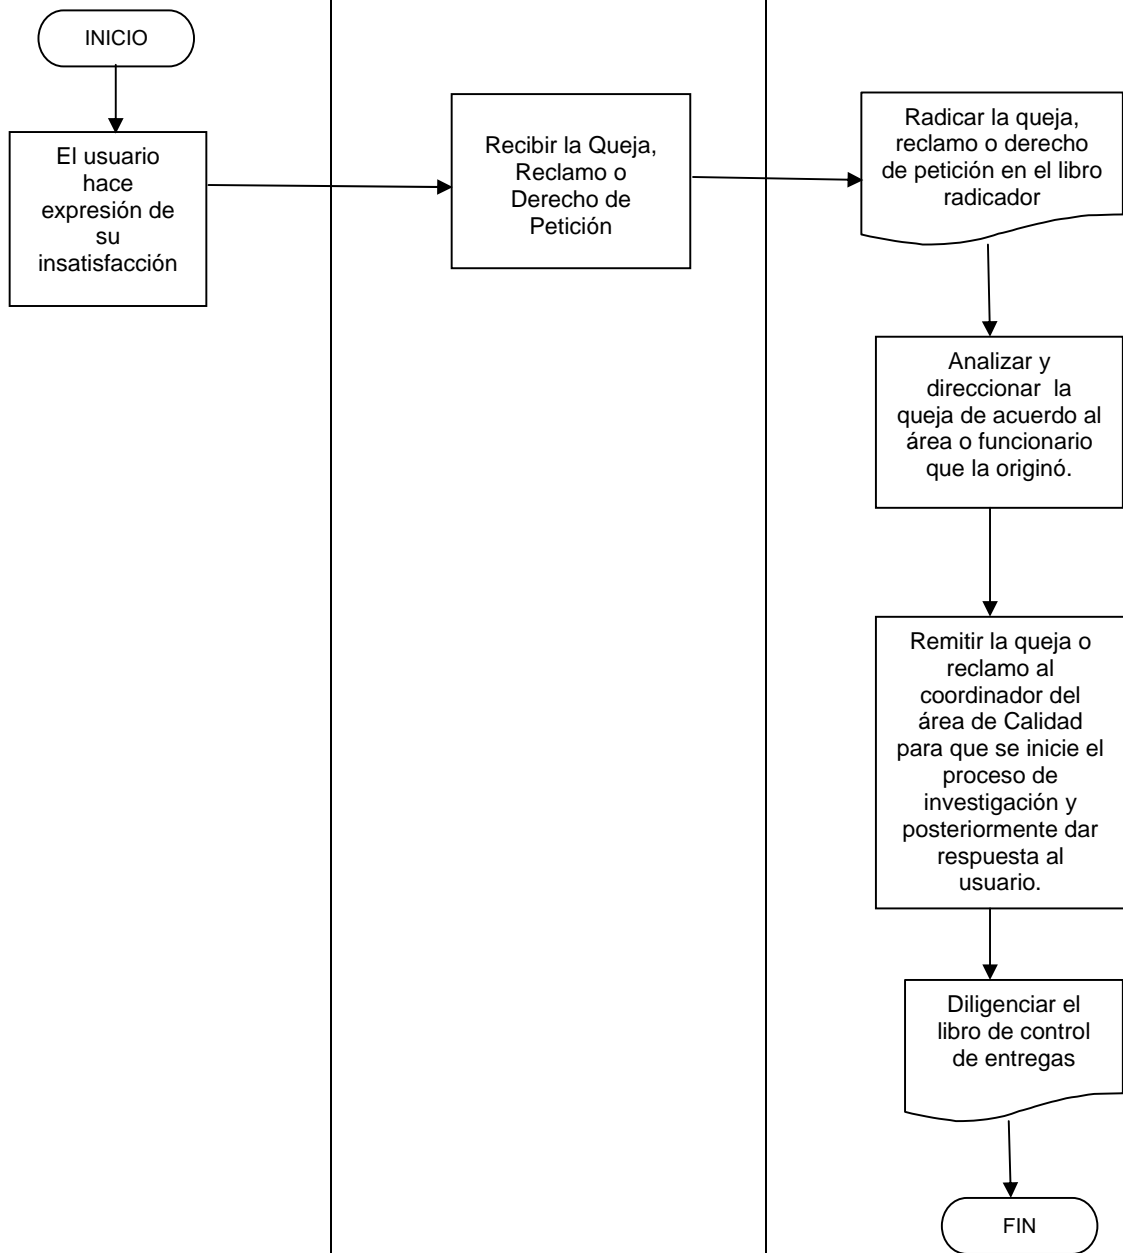 INICIO
El usuario
hace
expresión de
su
insatisfacción
Recibir la Queja,
Reclamo o
Derecho de
Petición
Radicar la queja,
reclamo o derecho
de petición en el libro
radicador
Analizar y
direccionar  la
queja de acuerdo al
área o funcionario
que la originó.
Remitir la queja o
reclamo al
coordinador del
área de Calidad
para que se inicie el
proceso de
investigación y
posteriormente dar
respuesta al
usuario.
Diligenciar el
libro de control
de entregas
FIN